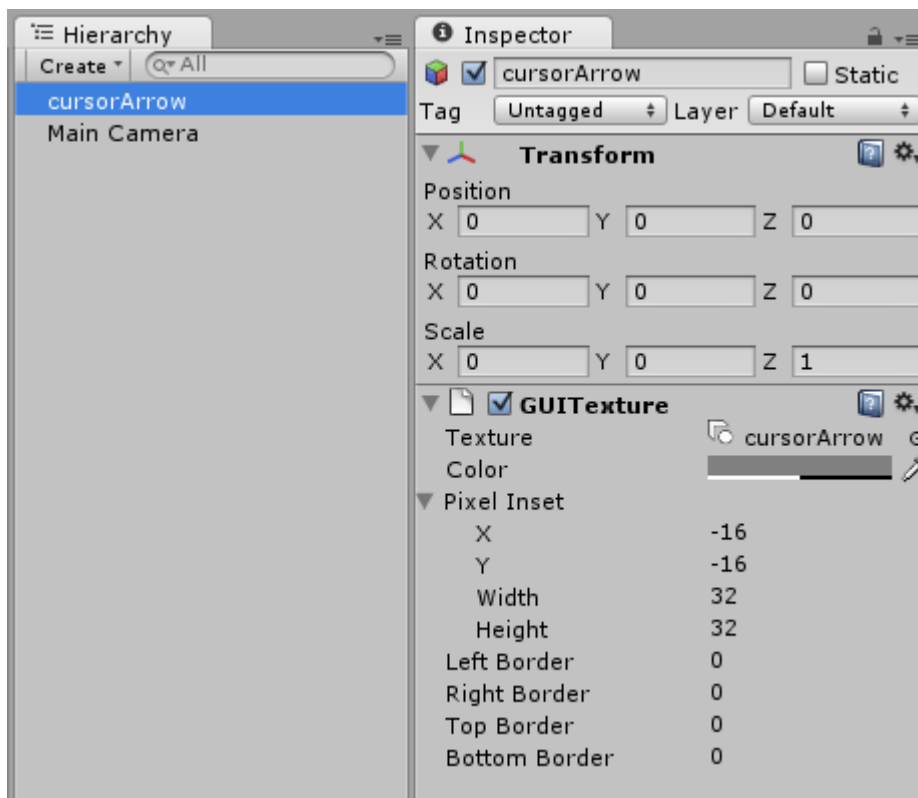 Hierarchy
Create All
cursorArrow
Main Camera
Inspector
cursorArrow Static
Tag Untagged Layer Default
Transform
Position
X 0 Y 0 Z 0
Rotation
X 0 Y 0 Z 0
Scale
X 0 Y 0 Z 1
GUITexture
Texture cursorArrow
Color
Pixel Inset
X -16
Y -16
Width 32
Height 32
Left Border 0
Right Border 0
Top Border 0
Bottom Border 0